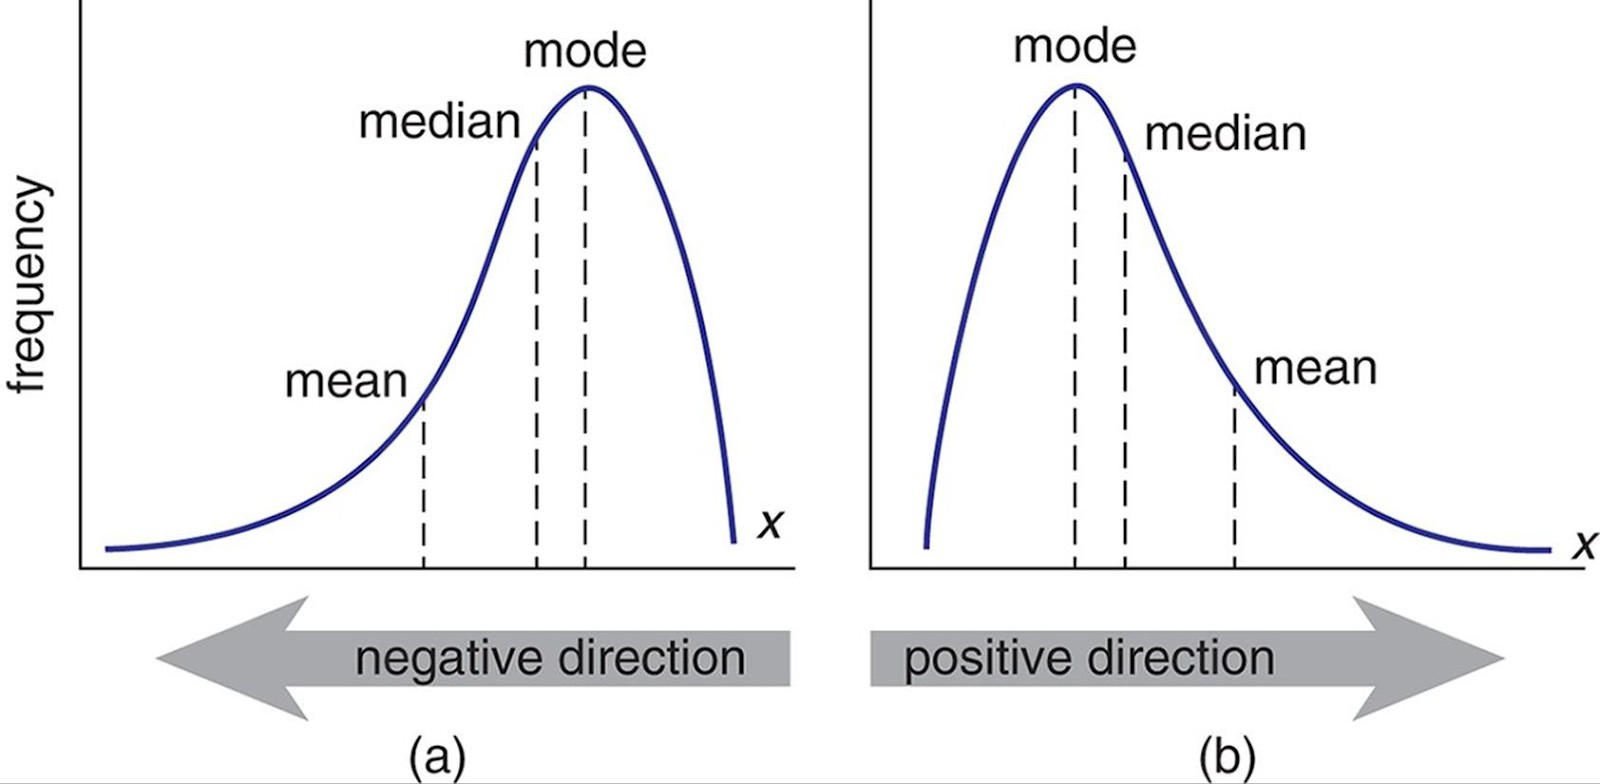 frequency
mode
median
mean
x
negative direction
(a)
mode
median
mean
x
positive direction
(b)